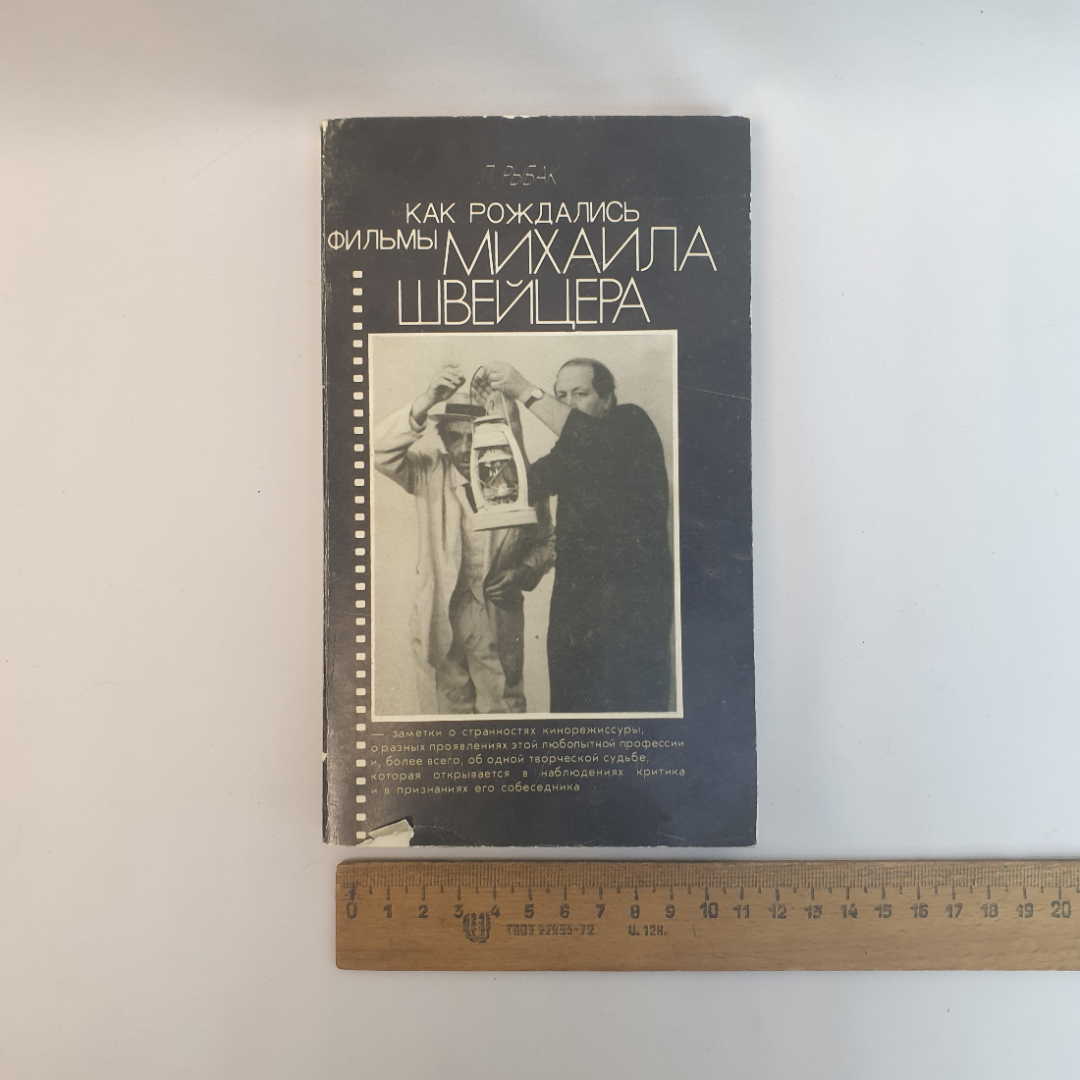 Л. РЫБАК
КАК РОЖДАЛИСЬ
ФИЛЬМЫ МИХАИЛА
ШВЕЙЦЕРА
— заметки о странностях кинорежиссуры,
о разных проявлениях этой любопытной профессии
и, более всего, об одной творческой судьбе,
которая открывается в наблюдениях критика
и в признаниях его собеседника
0 1 2 3 4 5 6 7 8 9 10 11 12 13 14 15 16 17 18 19 20
Ц. 12К.